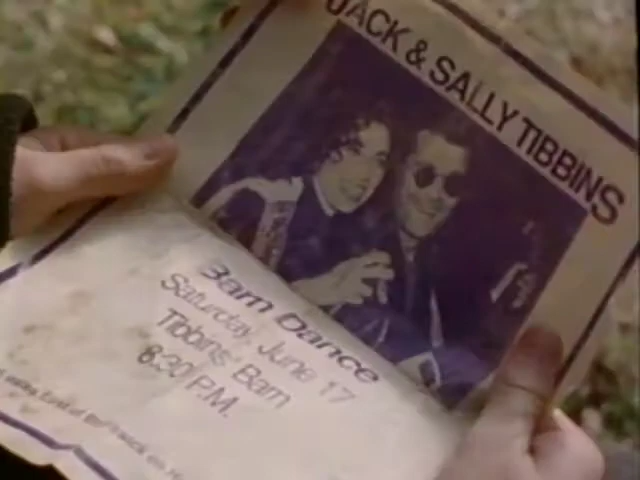 JACK & SALLY TIBBINS
Barn Dance
Saturday, June 17
Tibbins Barn
8:30 P.M.